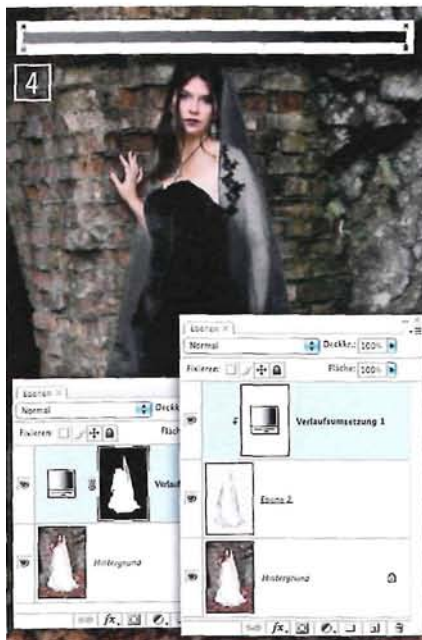 4
Ebenen ×
Normal
Deckkr.: 100%
Fixieren:
Fläche: 100%
Verlaufsumsetzung 1
Ebene 2
Hintergrund
fx.
Ebenen ×
Normal
Deckk
Fixieren:
Fläch
Verlauf
Hintergrund
fx.